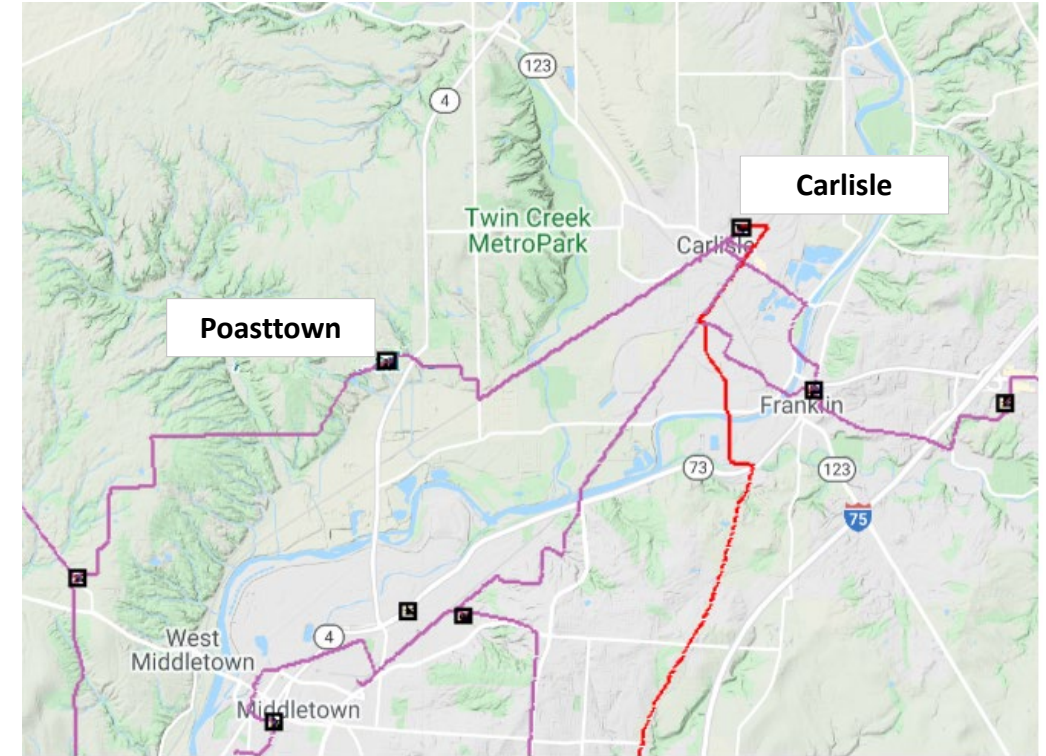 123
4
Carlisle
Twin Creek
MetroPark
Carlisle
Poasttown
Franklin
73
123
75
4
West
Middletown
Middletown